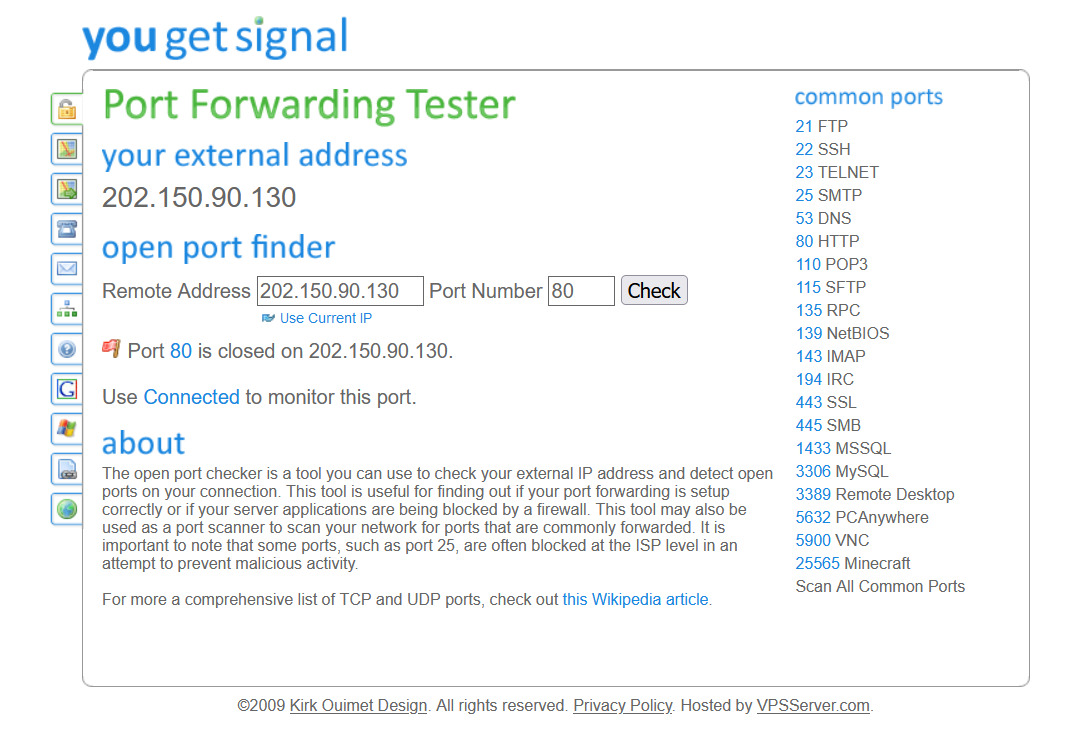 you get signal
Port Forwarding Tester
your external address
202.150.90.130
open port finder
Remote Address 202.150.90.130 Port Number 80 Check
Use Current IP
Port 80 is closed on 202.150.90.130.
Use Connected to monitor this port.
about
The open port checker is a tool you can use to check your external IP address and detect open
ports on your connection. This tool is useful for finding out if your port forwarding is setup
correctly or if your server applications are being blocked by a firewall. This tool may also be
used as a port scanner to scan your network for ports that are commonly forwarded. It is
important to note that some ports, such as port 25, are often blocked at the ISP level in an
attempt to prevent malicious activity.
For more a comprehensive list of TCP and UDP ports, check out this Wikipedia article.
common ports
21 FTP
22 SSH
23 TELNET
25 SMTP
53 DNS
80 HTTP
110 POP3
115 SFTP
135 RPC
139 NetBIOS
143 IMAP
194 IRC
443 SSL
445 SMB
1433 MSSQL
3306 MySQL
3389 Remote Desktop
5632 PCAnywhere
5900 VNC
25565 Minecraft
Scan All Common Ports
G
©2009 Kirk Ouimet Design. All rights reserved. Privacy Policy. Hosted by VPSServer.com.